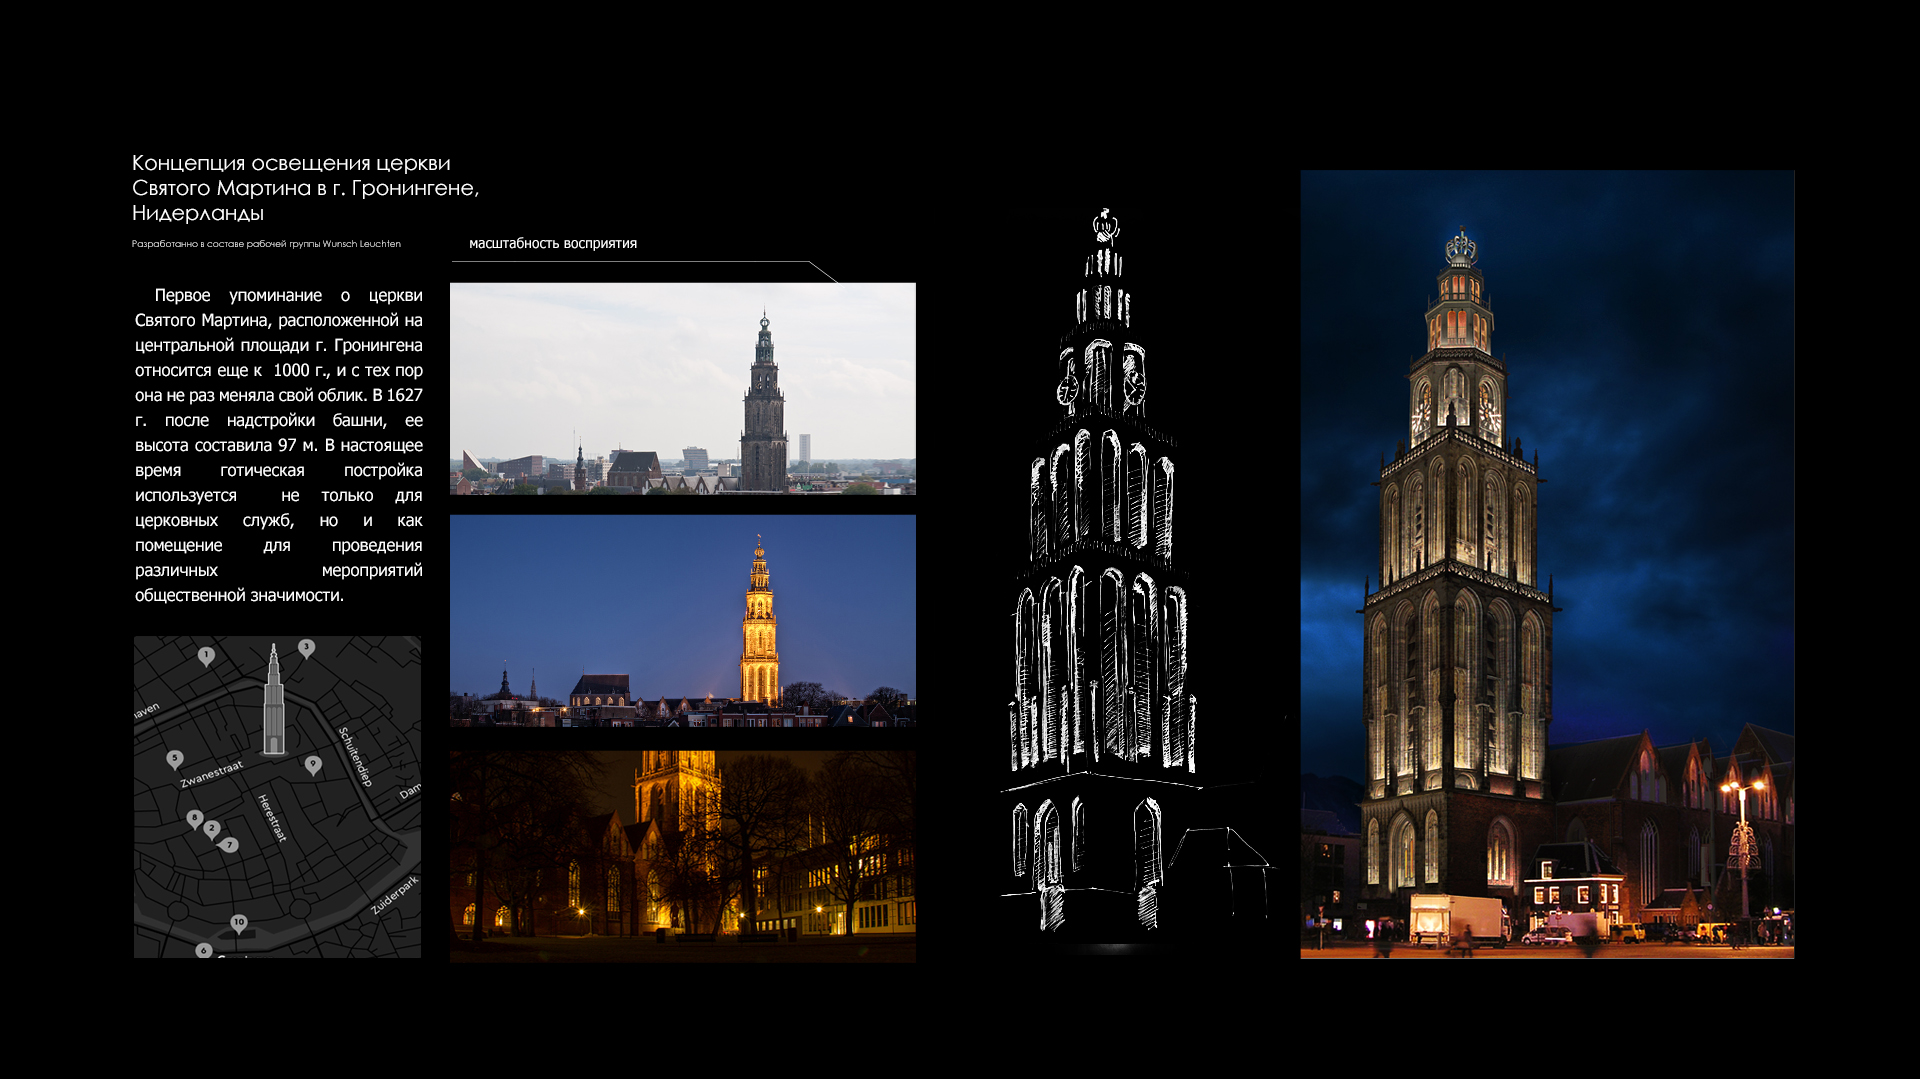 Концепция освещения церкви
Святого Мартина в г. Гронингене,
Нидерланды
Разработанно в составе рабочей группы Wunsch Leuchten
масштабность восприятия
Первое упоминание о церкви
Святого Мартина, расположенной на
центральной площади г. Гронингена
относится еще к 1000 г., и с тех пор
она не раз меняла свой облик. В 1627
г. после надстройки башни, ее
высота составила 97 м. В настоящее
время готическая постройка
используется не только для
церковных служб, но и как
помещение для проведения
различных мероприятий
общественной значимости.
1
3
aven
Schuitendiep
5
Zwanestraat
9
Dam
Herestraat
8
2
7
Zuiderpark
10
6